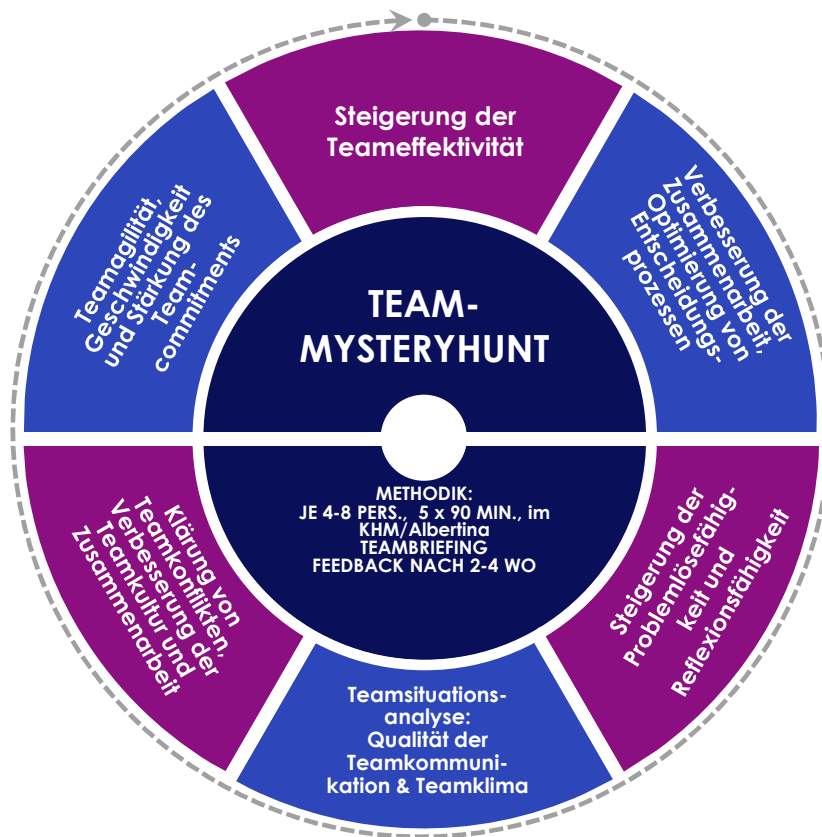 Steigerung der
Teameffektivität
Verbesserung der
Zusammenarbeit,
Optimierung von
Entscheidungs-
prozessen
Steigerung der
Problemlösefähig-
keit und
Reflexionsfähigkeit
Teamsituations-
analyse:
Qualität der
Teamkommuni-
kation & Teamklima
Klärung von
Teamkonflikten,
Verbesserung der
Teamkultur und
Zusammenarbeit
Teamagilität,
Geschwindigkeit
und Stärkung des
Team-
commitments
TEAM-
MYSTERYHUNT
METHODIK:
JE 4-8 PERS., 5 x 90 MIN., im
KHM/Albertina
TEAMBRIEFING
FEEDBACK NACH 2-4 WO